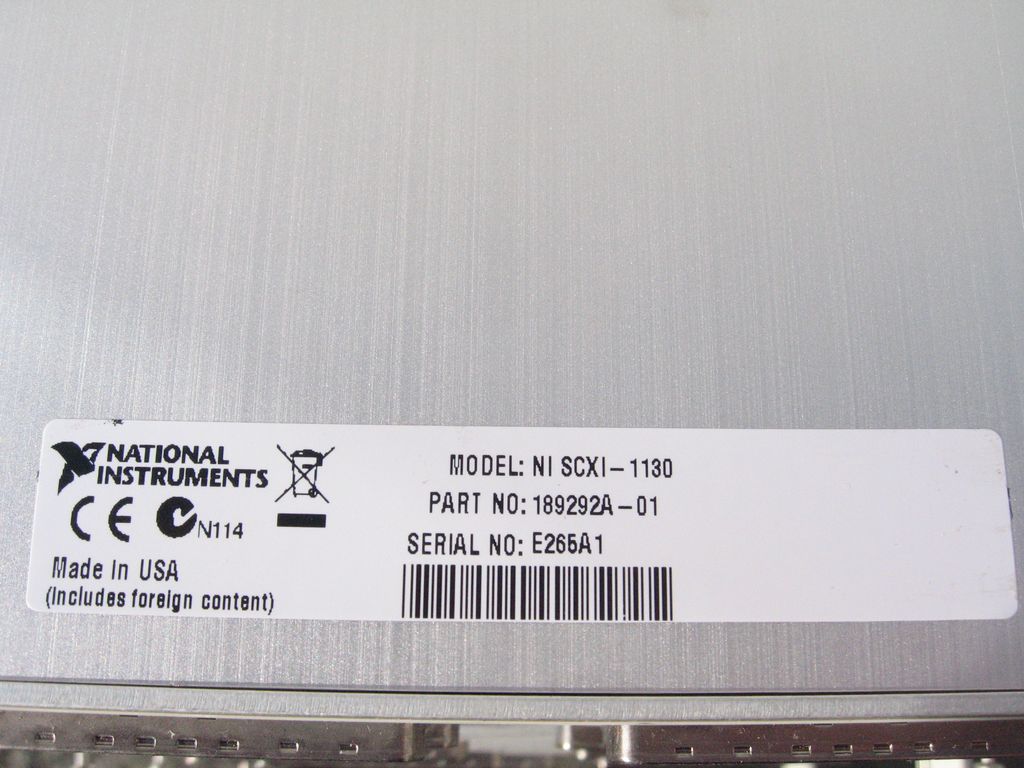 NATIONAL
INSTRUMENTS
CE
N114
Made in USA
(Includes foreign content)
MODEL: NI SCXI-1130
PART NO: 189292A-01
SERIAL NO: E265A1